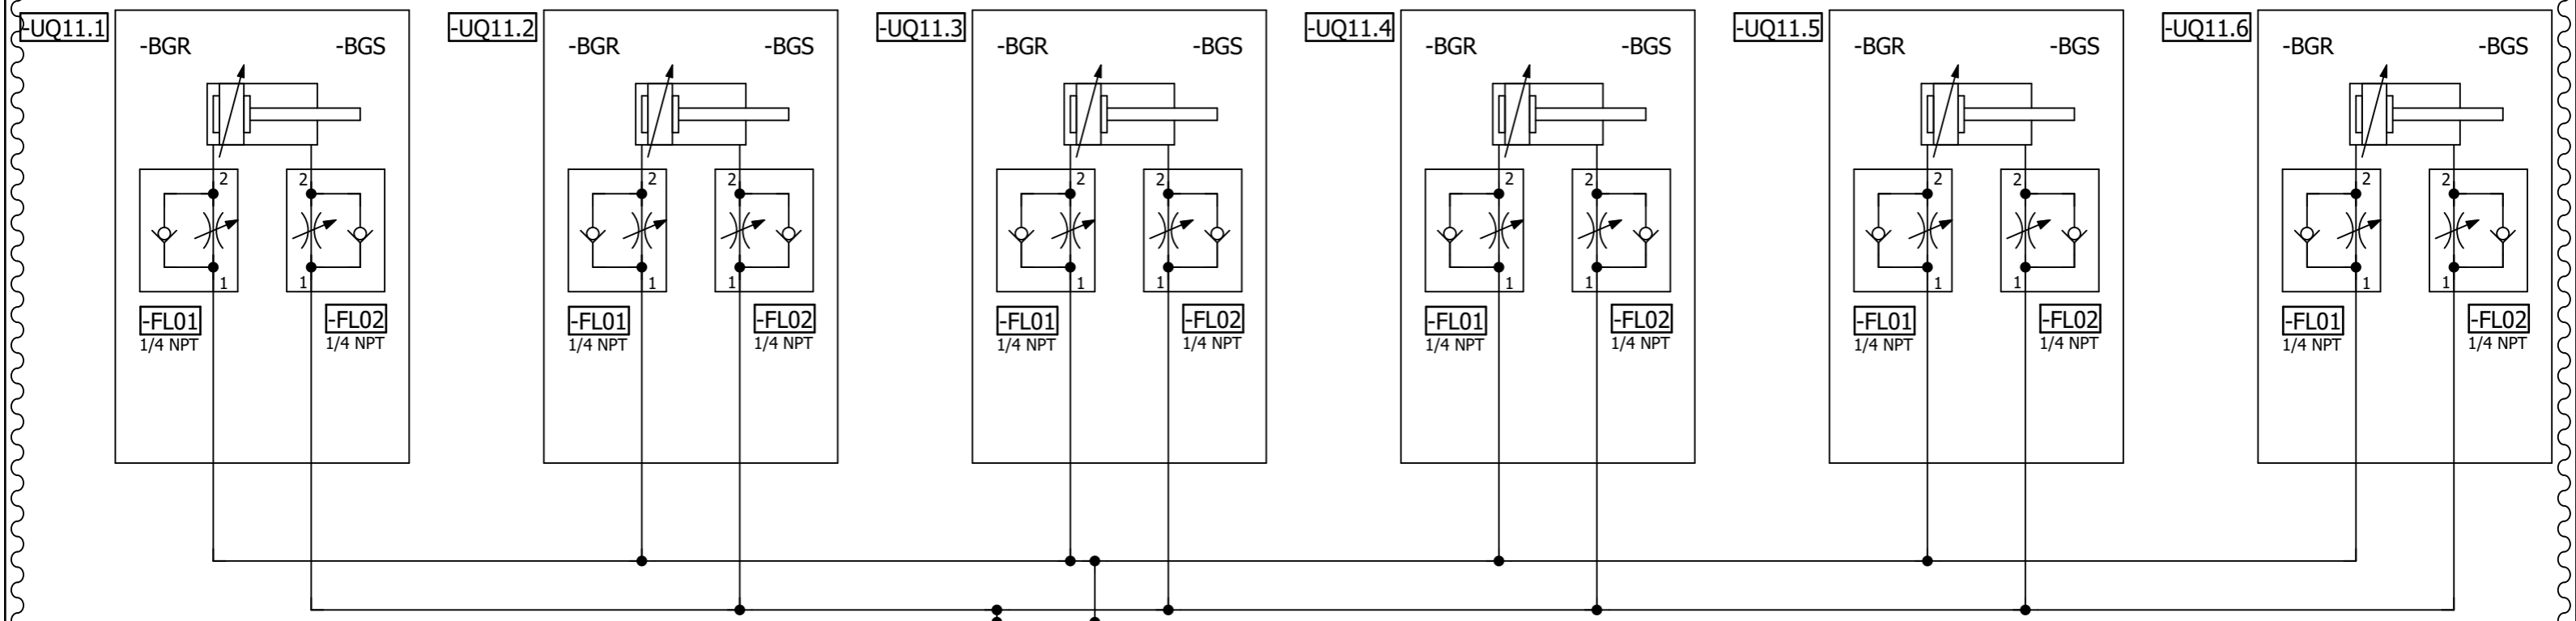 -UQ11.1 -UQ11.2 -UQ11.3 -UQ11.4 -UQ11.5 -UQ11.6
-BGR -BGS -BGR -BGS -BGR -BGS -BGR -BGS -BGR -BGS -BGR -BGS
2 2 2 2 2 2 2 2 2 2 2 2
1 1 1 1 1 1 1 1 1 1 1 1
-FL01 -FL02 -FL01 -FL02 -FL01 -FL02 -FL01 -FL02 -FL01 -FL02 -FL01 -FL02
1/4 NPT 1/4 NPT 1/4 NPT 1/4 NPT 1/4 NPT 1/4 NPT 1/4 NPT 1/4 NPT 1/4 NPT 1/4 NPT 1/4 NPT 1/4 NPT